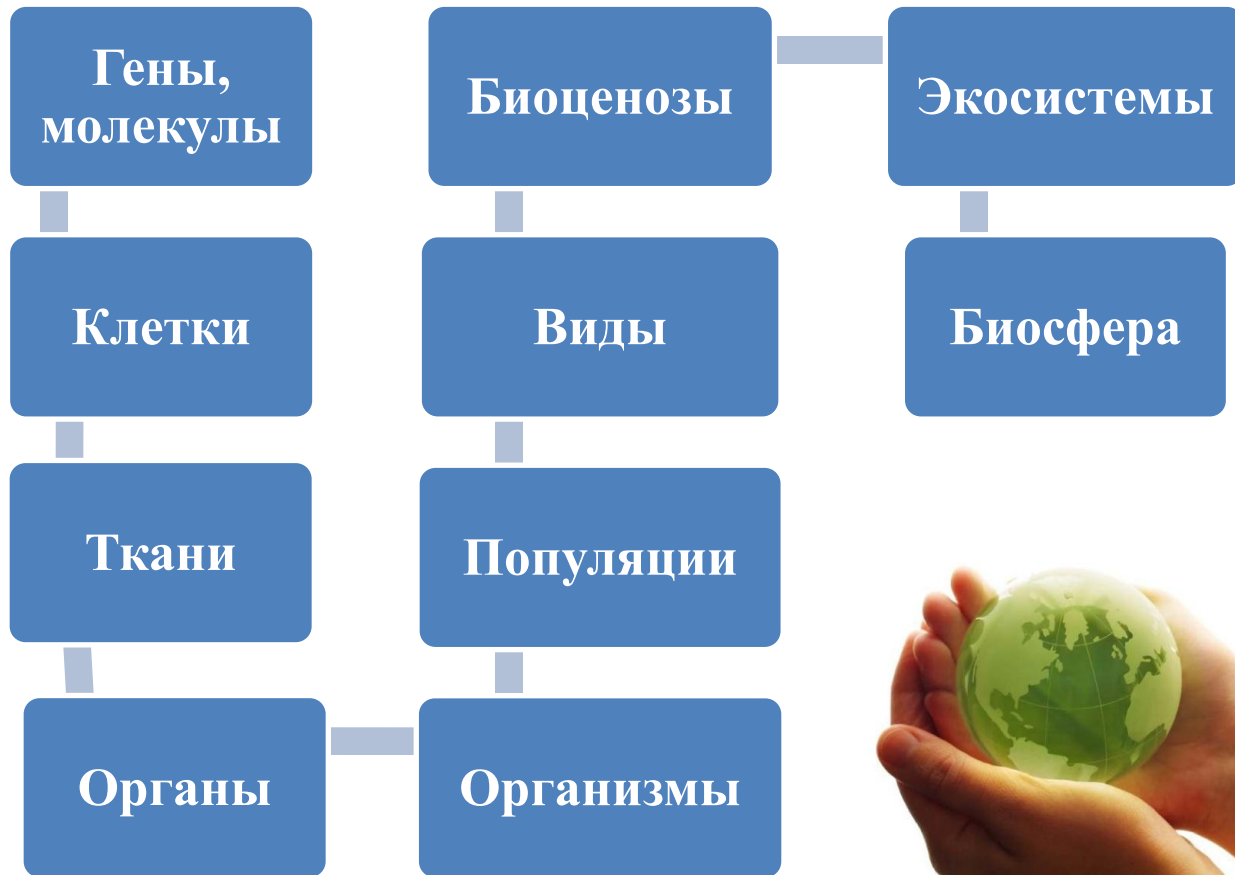 Гены,
молекулы
Клетки
Ткани
Органы
Организмы
Популяции
Виды
Биоценозы
Экосистемы
Биосфера